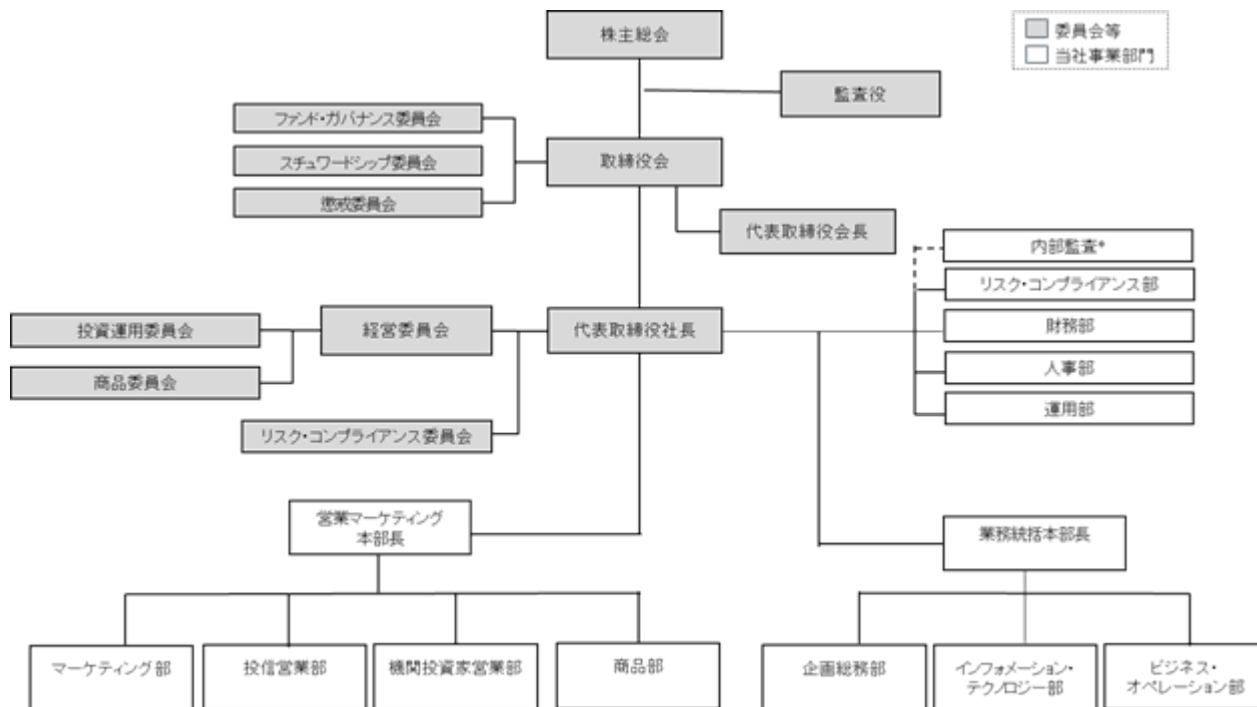 株主総会
委員会等
当社事業部門
監査役
ファンド・ガバナンス委員会
スチュワードシップ委員会
懲戒委員会
取締役会
代表取締役会長
内部監査*
リスク・コンプライアンス部
財務部
人事部
運用部
投資運用委員会
経営委員会
代表取締役社長
商品委員会
リスク・コンプライアンス委員会
営業マーケティング
本部長
業務統括本部長
マーケティング部
投信営業部
機関投資家営業部
商品部
企画総務部
インフォメーション・
テクノロジー部
ビジネス・
オペレーション部